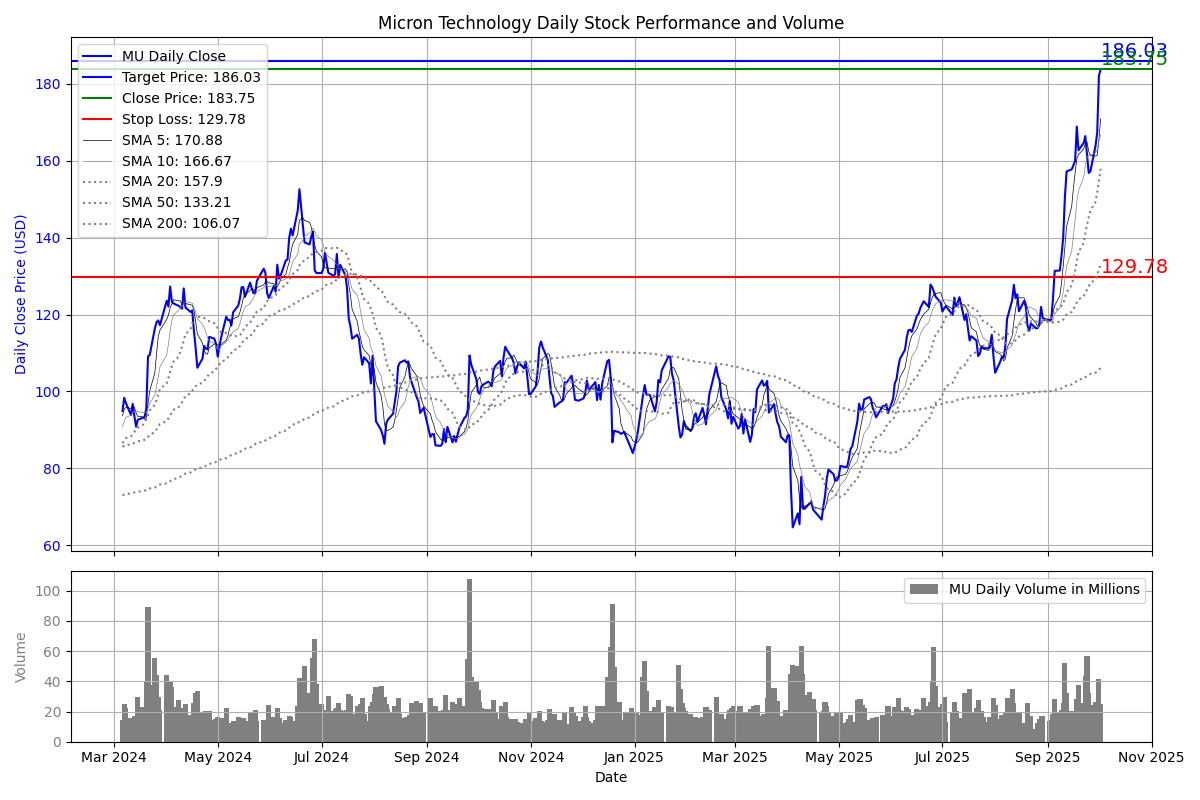 Micron Technology Daily Stock Performance and Volume
186.03
183.75
MU Daily Close
Target Price: 186.03
Close Price: 183.75
Stop Loss: 129.78
SMA 5: 170.88
SMA 10: 166.67
SMA 20: 157.9
SMA 50: 133.21
SMA 200: 106.07
129.78
Daily Close Price (USD)
180
160
140
120
100
80
60
MU Daily Volume in Millions
Volume
100
80
60
40
20
0
Mar 2024 May 2024 Jul 2024 Sep 2024 Nov 2024 Jan 2025 Mar 2025 May 2025 Jul 2025 Sep 2025 Nov 2025
Date